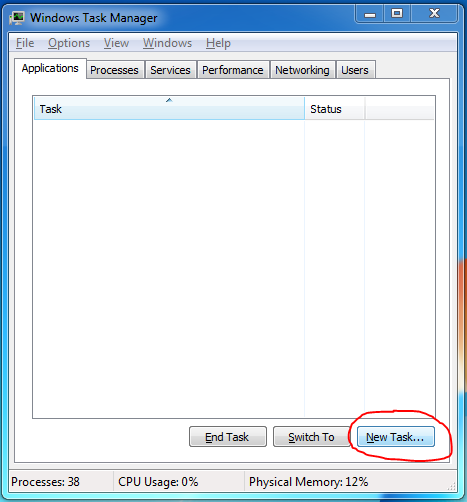 Windows Task Manager
File Options View Windows Help
Applications Processes Services Performance Networking Users
Task Status
End Task Switch To New Task...
Processes: 38 CPU Usage: 0% Physical Memory: 12%